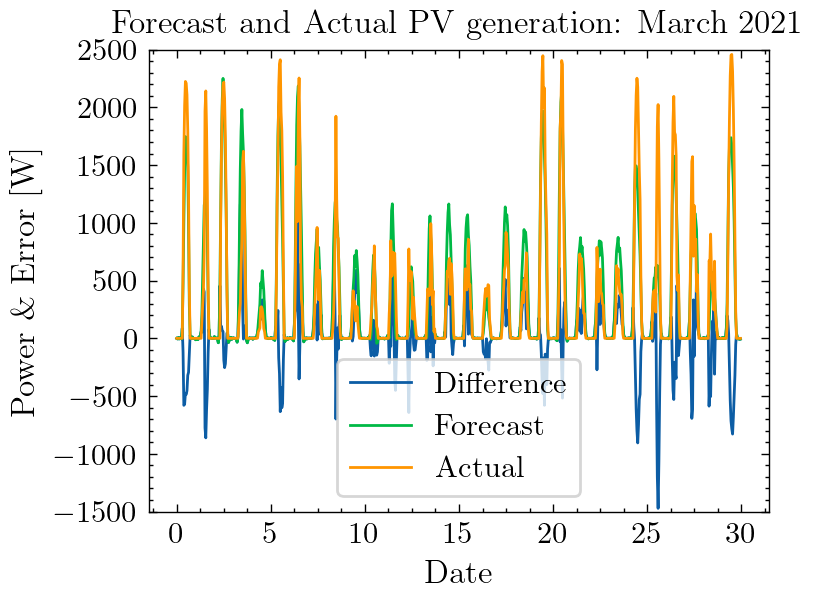 Forecast and Actual PV generation: March 2021
2500
2000
1500
1000
500
0
−500
−1000
−1500
Power & Error [W]
Difference
Forecast
Actual
0 5 10 15 20 25 30
Date